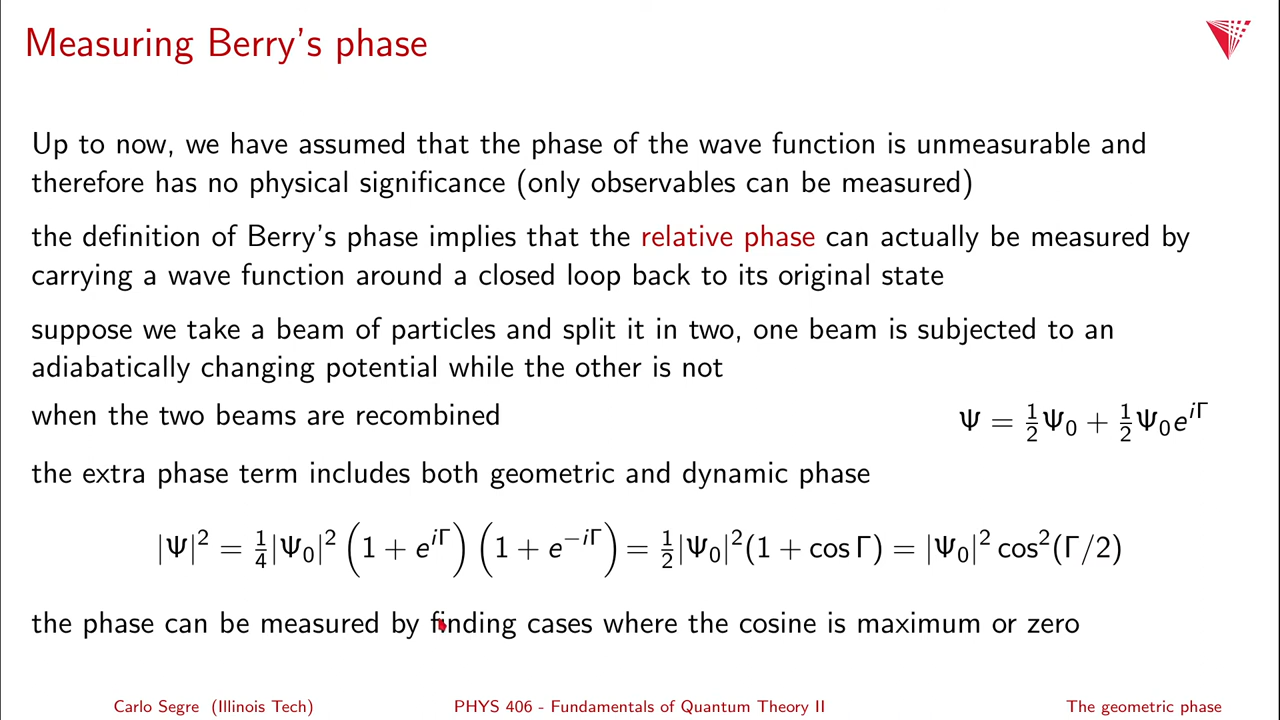 Measuring Berry's phase
Up to now, we have assumed that the phase of the wave function is unmeasurable and
therefore has no physical significance (only observables can be measured)
the definition of Berry's phase implies that the relative phase can actually be measured by
carrying a wave function around a closed loop back to its original state
suppose we take a beam of particles and split it in two, one beam is subjected to an
adiabatically changing potential while the other is not
when the two beams are recombined Ψ = ½Ψ₀ + ½Ψ₀e^{iΓ}
the extra phase term includes both geometric and dynamic phase
|Ψ|² = ¼|Ψ₀|² (1 + e^{iΓ}) (1 + e^{−iΓ}) = ½|Ψ₀|²(1 + cos Γ) = |Ψ₀|² cos²(Γ/2)
the phase can be measured by finding cases where the cosine is maximum or zero
Carlo Segre (Illinois Tech) PHYS 406 - Fundamentals of Quantum Theory II The geometric phase